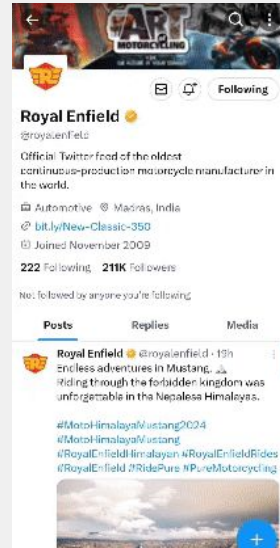 ART
MOTORCYCLING
Following
Royal Enfield
@royalenfield
Official Twitter feed of the oldest
continuous-production motorcycle manufacturer in
the world.
Automotive Madras, India
bit.ly/New-Classic-350
Joined November 2009
222 Following 211K Followers
Not followed by anyone you're following
Posts Replies Media
Royal Enfield @royalenfield · 19h
Endless adventures in Mustang.
Riding through the forbidden kingdom was
unforgettable in the Nepalese Himalayas.
#MotoHimalayaMustang2024
#MotoHimalayaMustang
#RoyalEnfieldHimalayan #RoyalEnfieldRides
#RoyalEnfield #RidePure #PureMotorcycling